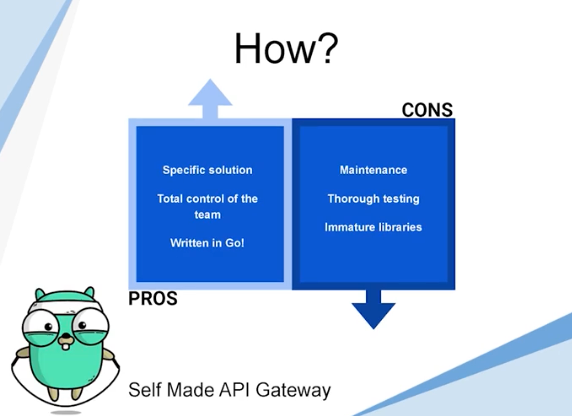 How?
CONS
Specific solution
Total control of the
team
Written in Go!
Maintenance
Thorough testing
Immature libraries
PROS
Self Made API Gateway